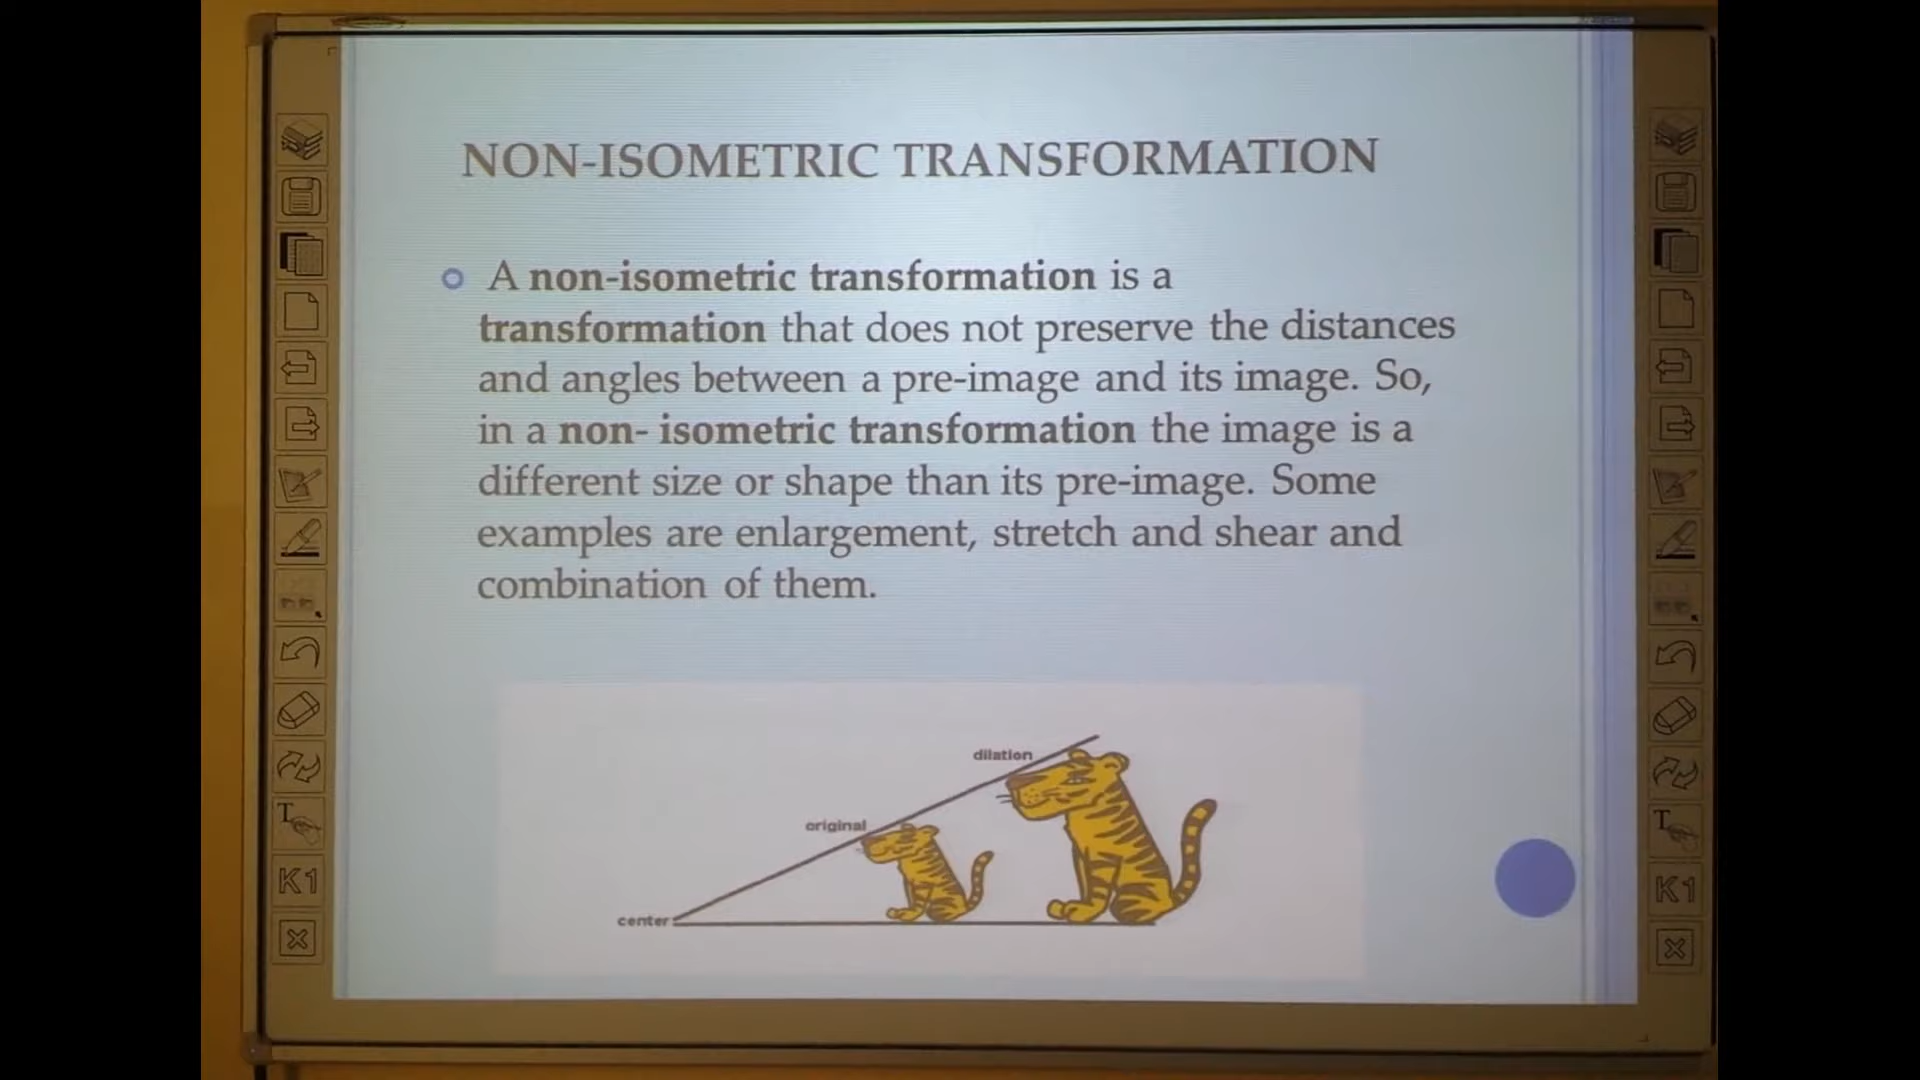 NON-ISOMETRIC TRANSFORMATION
A non-isometric transformation is a
transformation that does not preserve the distances
and angles between a pre-image and its image. So,
in a non- isometric transformation the image is a
different size or shape than its pre-image. Some
examples are enlargement, stretch and shear and
combination of them.
dilation
original
center
T
K1
T
K1